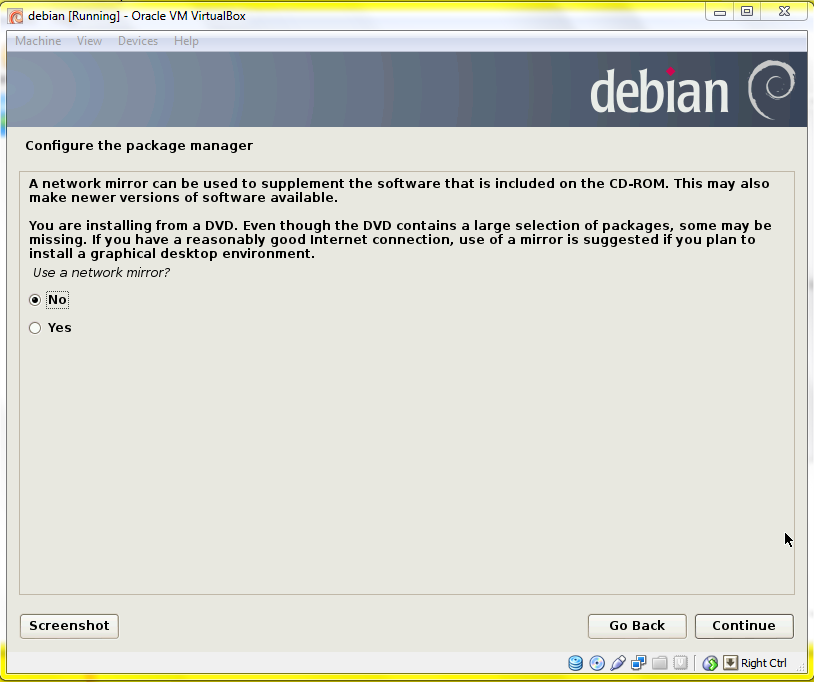 debian [Running] - Oracle VM VirtualBox
Machine View Devices Help
debian
Configure the package manager
A network mirror can be used to supplement the software that is included on the CD-ROM. This may also
make newer versions of software available.
You are installing from a DVD. Even though the DVD contains a large selection of packages, some may be
missing. If you have a reasonably good Internet connection, use of a mirror is suggested if you plan to
install a graphical desktop environment.
Use a network mirror?
No
Yes
Screenshot Go Back Continue
Right Ctrl